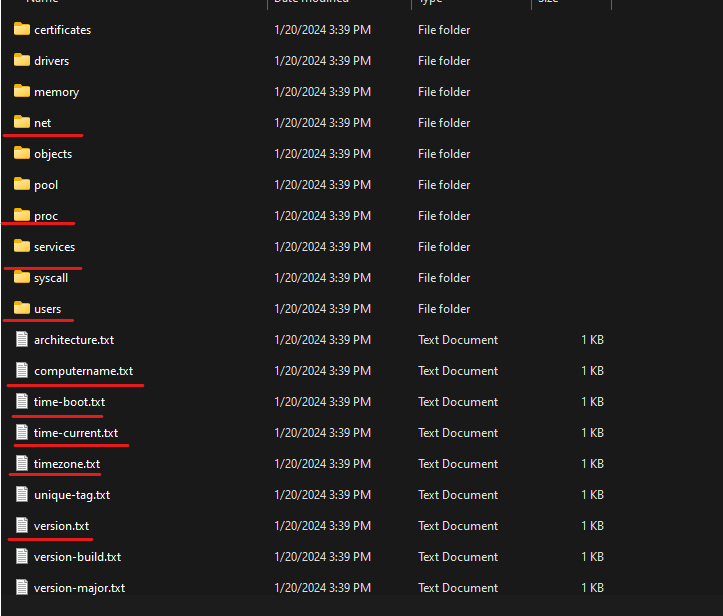 Name Date modified Type Size
certificates 1/20/2024 3:39 PM File folder
drivers 1/20/2024 3:39 PM File folder
memory 1/20/2024 3:39 PM File folder
net 1/20/2024 3:39 PM File folder
objects 1/20/2024 3:39 PM File folder
pool 1/20/2024 3:39 PM File folder
proc 1/20/2024 3:39 PM File folder
services 1/20/2024 3:39 PM File folder
syscall 1/20/2024 3:39 PM File folder
users 1/20/2024 3:39 PM File folder
architecture.txt 1/20/2024 3:39 PM Text Document 1 KB
computername.txt 1/20/2024 3:39 PM Text Document 1 KB
time-boot.txt 1/20/2024 3:39 PM Text Document 1 KB
time-current.txt 1/20/2024 3:39 PM Text Document 1 KB
timezone.txt 1/20/2024 3:39 PM Text Document 1 KB
unique-tag.txt 1/20/2024 3:39 PM Text Document 1 KB
version.txt 1/20/2024 3:39 PM Text Document 1 KB
version-build.txt 1/20/2024 3:39 PM Text Document 1 KB
version-major.txt 1/20/2024 3:39 PM Text Document 1 KB